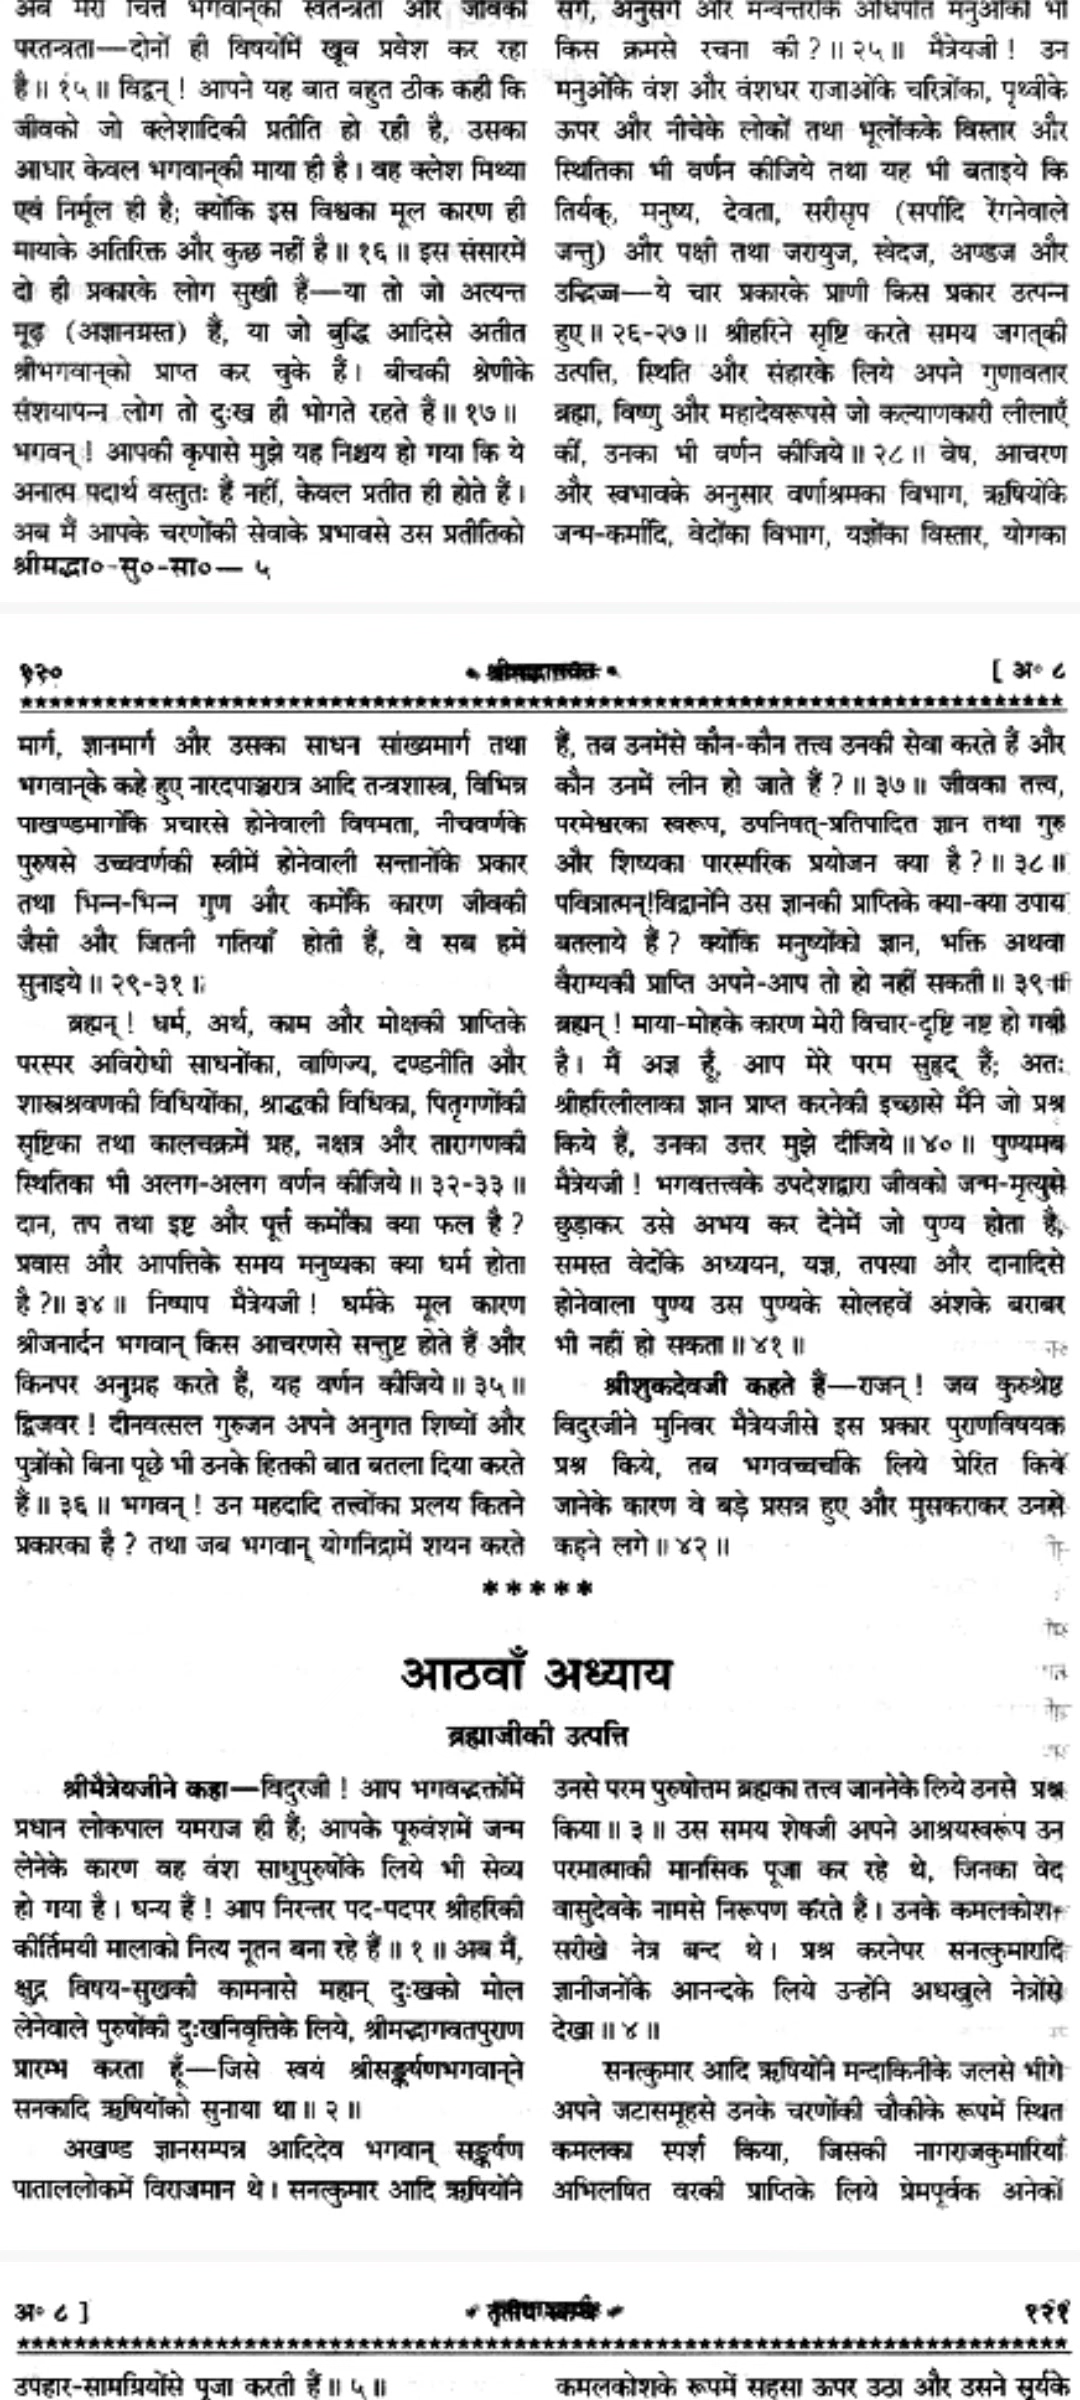 अब मेरा चित्त भगवान्‌की स्वतन्त्रता और जीवकी
परतन्त्रता—दोनों ही विषयोंमें खूब प्रवेश कर रहा
है॥ १५॥ विद्वन्! आपने यह बात बहुत ठीक कही कि
जीवको जो क्लेशादिकी प्रतीति हो रही है, उसका
आधार केवल भगवान्‌की माया ही है। वह क्लेश मिथ्या
एवं निर्मूल ही है; क्योंकि इस विश्वका मूल कारण ही
मायाके अतिरिक्त और कुछ नहीं है॥ १६॥ इस संसारमें
दो ही प्रकारके लोग सुखी हैं—या तो जो अत्यन्त
मूढ़ (अज्ञानग्रस्त) हैं, या जो बुद्धि आदिसे अतीत
श्रीभगवान्‌को प्राप्त कर चुके हैं। बीचकी श्रेणीके
संशयापन्न लोग तो दुःख ही भोगते रहते हैं॥ १७॥
भगवन्! आपकी कृपासे मुझे यह निश्चय हो गया कि ये
अनात्म पदार्थ वस्तुतः हैं नहीं, केवल प्रतीत ही होते हैं।
अब मैं आपके चरणोंकी सेवाके प्रभावसे उस प्रतीतिको
श्रीमद्भा०-सु०-सा०— ५
सर्ग, अनुसर्ग और मन्वन्तरोंके अधिपति मनुओंकी भी
किस क्रमसे रचना की?॥ २५॥ मैत्रेयजी! उन
मनुओंके वंश और वंशधर राजाओंके चरित्रोंका, पृथ्वीके
ऊपर और नीचेके लोकों तथा भूर्लोकके विस्तार और
स्थितिका भी वर्णन कीजिये तथा यह भी बताइये कि
तिर्यक्, मनुष्य, देवता, सरीसृप (सर्पादि रेंगनेवाले
जन्तु) और पक्षी तथा जरायुज, स्वेदज, अण्डज और
उद्भिज्ज—ये चार प्रकारके प्राणी किस प्रकार उत्पन्न
हुए॥ २६-२७॥ श्रीहरिने सृष्टि करते समय जगत्‌की
उत्पत्ति, स्थिति और संहारके लिये अपने गुणावतार
ब्रह्मा, विष्णु और महादेवरूपसे जो कल्याणकारी लीलाएँ
कीं, उनका भी वर्णन कीजिये॥ २८॥ वेष, आचरण
और स्वभावके अनुसार वर्णाश्रमका विभाग, ऋषियोंके
जन्म-कर्मादि, वेदोंका विभाग, यज्ञोंका विस्तार, योगका
१२०
* श्रीमद्भागवत *
[ अ॰ ८
मार्ग, ज्ञानमार्ग और उसका साधन सांख्यमार्ग तथा
भगवान्‌के कहे हुए नारदपाञ्चरात्र आदि तन्त्रशास्त्र, विभिन्न
पाखण्डमार्गोंके प्रचारसे होनेवाली विषमता, नीचवर्णके
पुरुषसे उच्चवर्णकी स्त्रीमें होनेवाली सन्तानोंके प्रकार
तथा भिन्न-भिन्न गुण और कर्मोंके कारण जीवकी
जैसी और जितनी गतियाँ होती हैं, वे सब हमें
सुनाइये॥ २९-३१॥
ब्रह्मन्! धर्म, अर्थ, काम और मोक्षकी प्राप्तिके
परस्पर अविरोधी साधनोंका, वाणिज्य, दण्डनीति और
शास्त्रश्रवणकी विधियोंका, श्राद्धकी विधिका, पितृगणोंकी
सृष्टिका तथा कालचक्रमें ग्रह, नक्षत्र और तारागणकी
स्थितिका भी अलग-अलग वर्णन कीजिये॥ ३२-३३॥
दान, तप तथा इष्ट और पूर्त्त कर्मोंका क्या फल है?
प्रवास और आपत्तिके समय मनुष्यका क्या धर्म होता
है?॥ ३४॥ निष्पाप मैत्रेयजी! धर्मके मूल कारण
श्रीजनार्दन भगवान् किस आचरणसे सन्तुष्ट होते हैं और
किनपर अनुग्रह करते हैं, यह वर्णन कीजिये॥ ३५॥
द्विजवर! दीनवत्सल गुरुजन अपने अनुगत शिष्यों और
पुत्रोंको बिना पूछे भी उनके हितकी बात बतला दिया करते
हैं॥ ३६॥ भगवन्! उन महदादि तत्त्वोंका प्रलय कितने
प्रकारका है? तथा जब भगवान् योगनिद्रामें शयन करते
हैं, तब उनमेंसे कौन-कौन तत्त्व उनकी सेवा करते हैं और
कौन उनमें लीन हो जाते हैं?॥ ३७॥ जीवका तत्त्व,
परमेश्वरका स्वरूप, उपनिषत्-प्रतिपादित ज्ञान तथा गुरु
और शिष्यका पारस्परिक प्रयोजन क्या है?॥ ३८॥
पवित्रात्मन्!विद्वानोंने उस ज्ञानकी प्राप्तिके क्या-क्या उपाय
बतलाये हैं? क्योंकि मनुष्योंको ज्ञान, भक्ति अथवा
वैराग्यकी प्राप्ति अपने-आप तो हो नहीं सकती॥ ३९॥
ब्रह्मन्! माया-मोहके कारण मेरी विचार-दृष्टि नष्ट हो गयी
है। मैं अज्ञ हूँ, आप मेरे परम सुहृद् हैं; अतः
श्रीहरिलीलाका ज्ञान प्राप्त करनेकी इच्छासे मैंने जो प्रश्न
किये हैं, उनका उत्तर मुझे दीजिये॥ ४०॥ पुण्यमय
मैत्रेयजी! भगवत्तत्त्वके उपदेशद्वारा जीवको जन्म-मृत्युसे
छुड़ाकर उसे अभय कर देनेमें जो पुण्य होता है,
समस्त वेदोंके अध्ययन, यज्ञ, तपस्या और दानादिसे
होनेवाला पुण्य उस पुण्यके सोलहवें अंशके बराबर
भी नहीं हो सकता॥ ४१॥
श्रीशुकदेवजी कहते हैं—राजन्! जब कुरुश्रेष्ठ
विदुरजीने मुनिवर मैत्रेयजीसे इस प्रकार पुराणविषयक
प्रश्न किये, तब भगवच्चर्चाके लिये प्रेरित किये
जानेके कारण वे बड़े प्रसन्न हुए और मुसकराकर उनसे
कहने लगे॥ ४२॥
*****
आठवाँ अध्याय
ब्रह्माजीकी उत्पत्ति
श्रीमैत्रेयजीने कहा—विदुरजी! आप भगवद्भक्तोंमें
प्रधान लोकपाल यमराज ही हैं; आपके पूरुवंशमें जन्म
लेनेके कारण वह वंश साधुपुरुषोंके लिये भी सेव्य
हो गया है। धन्य हैं! आप निरन्तर पद-पदपर श्रीहरिकी
कीर्तिमयी मालाको नित्य नूतन बना रहे हैं॥ १॥ अब मैं,
क्षुद्र विषय-सुखकी कामनासे महान् दुःखको मोल
लेनेवाले पुरुषोंकी दुःखनिवृत्तिके लिये, श्रीमद्भागवतपुराण
प्रारम्भ करता हूँ—जिसे स्वयं श्रीसङ्कर्षणभगवान्‌ने
सनकादि ऋषियोंको सुनाया था॥ २॥
अखण्ड ज्ञानसम्पन्न आदिदेव भगवान् सङ्कर्षण
पाताललोकमें विराजमान थे। सनत्कुमार आदि ऋषियोंने
उनसे परम पुरुषोत्तम ब्रह्मका तत्त्व जाननेके लिये उनसे प्रश्न
किया॥ ३॥ उस समय शेषजी अपने आश्रयस्वरूप उन
परमात्माकी मानसिक पूजा कर रहे थे, जिनका वेद
वासुदेवके नामसे निरूपण करते हैं। उनके कमलकोश-
सरीखे नेत्र बन्द थे। प्रश्न करनेपर सनत्कुमारादि
ज्ञानीजनोंके आनन्दके लिये उन्होंने अधखुले नेत्रोंसे
देखा॥ ४॥
सनत्कुमार आदि ऋषियोंने मन्दाकिनीके जलसे भीगे
अपने जटासमूहसे उनके चरणोंकी चौकीके रूपमें स्थित
कमलका स्पर्श किया, जिसकी नागराजकुमारियाँ
अभिलषित वरकी प्राप्तिके लिये प्रेमपूर्वक अनेकों
अ॰ ८ ]
* तृतीय स्कन्ध *
१२१
उपहार-सामग्रियोंसे पूजा करती हैं॥ ५॥
कमलकोशके रूपमें सहसा ऊपर उठा और उसने सूर्यके